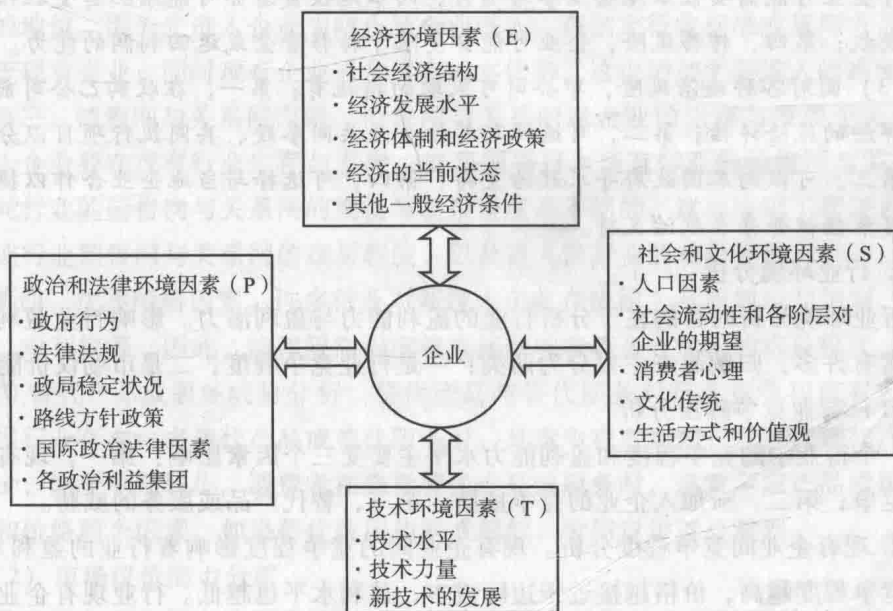 经济环境因素（E）
·社会经济结构
·经济发展水平
·经济体制和经济政策
·经济的当前状态
·其他一般经济条件
政治和法律环境因素（P）
·政府行为
·法律法规
·政局稳定状况
·路线方针政策
·国际政治法律因素
·各政治利益集团
企业
社会和文化环境因素（S）
·人口因素
·社会流动性和各阶层对
企业的期望
·消费者心理
·文化传统
·生活方式和价值观
技术环境因素（T）
·技术水平
·技术力量
·新技术的发展